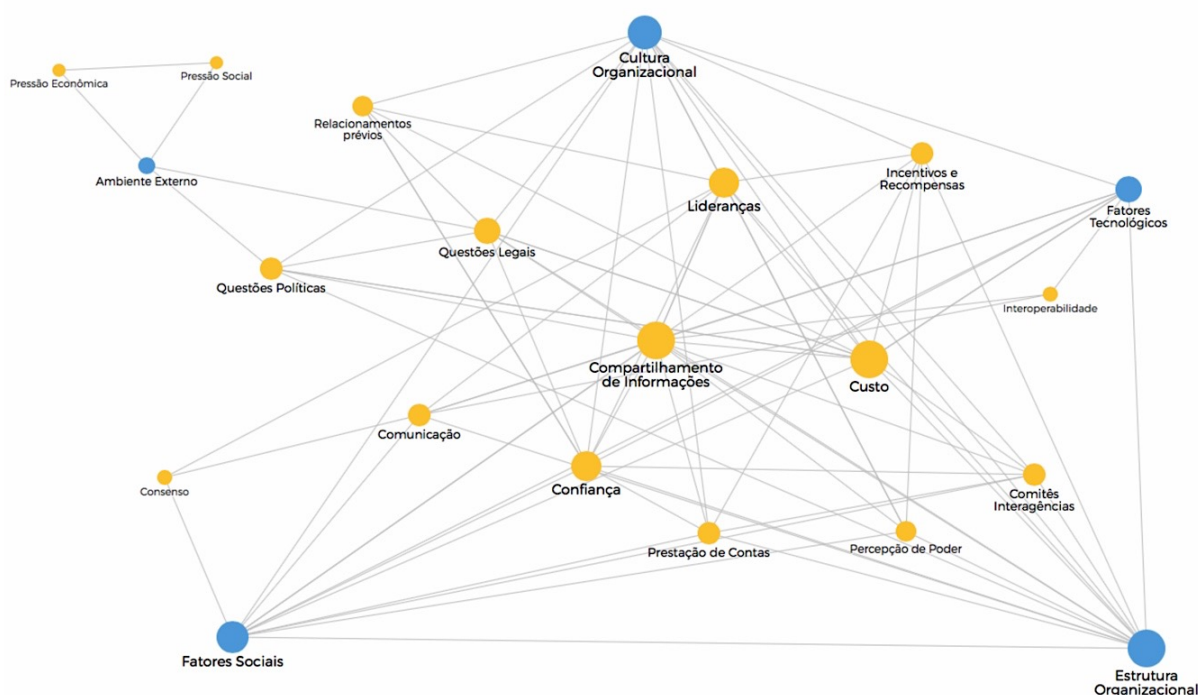 Cultura
Organizacional
Pressão Social
Pressão Econômica
Relacionamentos
prévios
Ambiente Externo
Incentivos e
Recompensas
Lideranças
Fatores
Tecnológicos
Questões Legais
Questões Políticas
Interoperabilidade
Compartilhamento
de Informações
Custo
Comunicação
Consenso
Confiança
Comitês
Interagências
Prestação de Contas
Percepção de Poder
Fatores Sociais
Estrutura
Organizacional